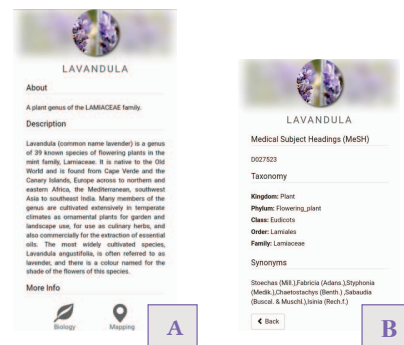 LAVANDULA
About
A plant genus of the LAMIACEAE family.
Description
Lavandula (common name lavender) is a genus
of 39 known species of flowering plants in the
mint family, Lamiaceae. It is native to the Old
World and is found from Cape Verde and the
Canary Islands, Europe across to northern and
eastern Africa, the Mediterranean, southwest
Asia to southeast India. Many members of the
genus are cultivated extensively in temperate
climates as ornamental plants for garden and
landscape use, for use as culinary herbs, and
also commercially for the extraction of essential
oils. The most widely cultivated species,
Lavandula angustifolia, is often referred to as
lavender, and there is a colour named for the
shade of the flowers of this species.
More Info
Biology Mapping
A
LAVANDULA
Medical Subject Headings (MeSH)
D027523
Taxonomy
Kingdom: Plant
Phylum: Flowering_plant
Class: Eudicots
Order: Lamiales
Family: Lamiaceae
Synonyms
Stoechas (Mill.),Fabricia (Adans.),Styphonia
(Medik.),Chaetostachys (Benth.) ,Sabaudia
(Buscal. & Muschl.),Isinia (Rech.f.)
Back
B